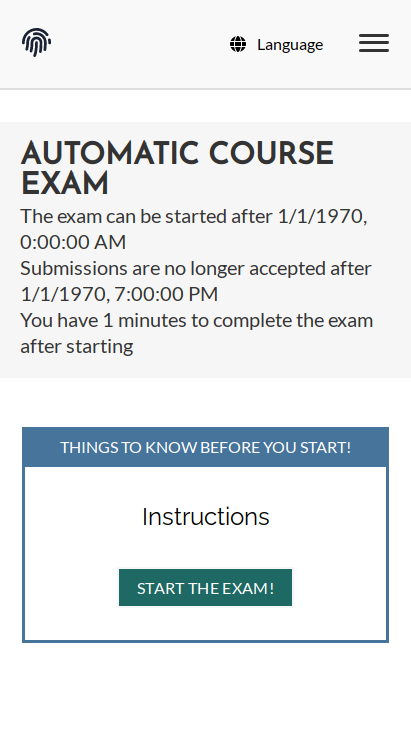 Language
AUTOMATIC COURSE
EXAM
The exam can be started after 1/1/1970,
0:00:00 AM
Submissions are no longer accepted after
1/1/1970, 7:00:00 PM
You have 1 minutes to complete the exam
after starting
THINGS TO KNOW BEFORE YOU START!
Instructions
START THE EXAM!